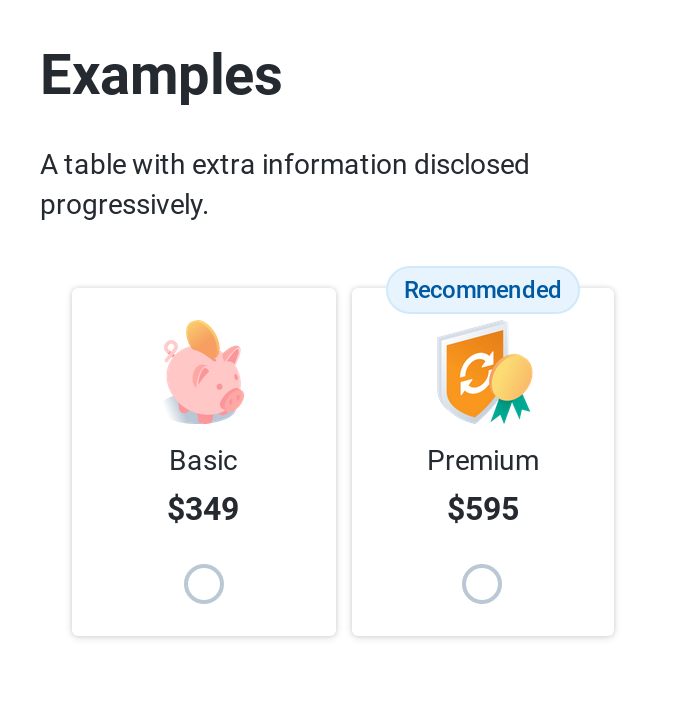 Examples
A table with extra information disclosed
progressively.
Recommended
Basic
$349
Premium
$595